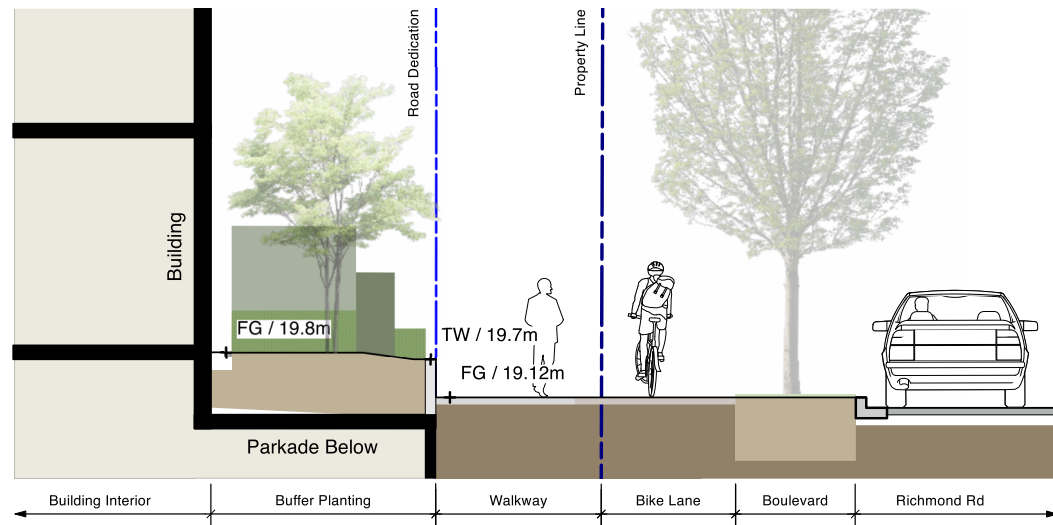 Road Dedication
Property Line
Building
FG / 19.8m
TW / 19.7m
FG / 19.12m
Parkade Below
Building Interior
Buffer Planting
Walkway
Bike Lane
Boulevard
Richmond Rd